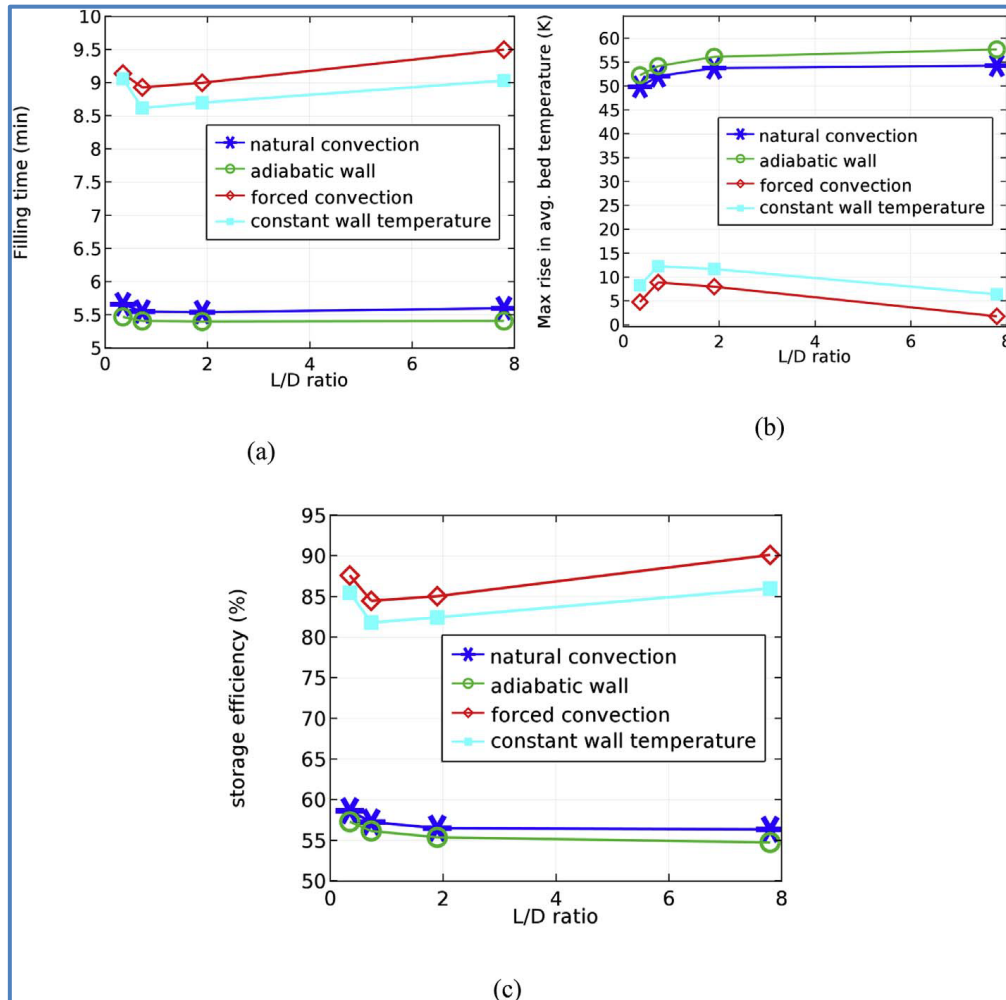 Filling time (min)
10
9.5
9
8.5
8
7.5
7
6.5
6
5.5
5
0 2 4 6 8
L/D ratio
natural convection
adiabatic wall
forced convection
constant wall temperature
(a)
Max rise in avg. bed temperature (K)
60
55
50
45
40
35
30
25
20
15
10
5
0
0 2 4 6 8
L/D ratio
natural convection
adiabatic wall
forced convection
constant wall temperature
(b)
storage efficiency (%)
95
90
85
80
75
70
65
60
55
50
0 2 4 6 8
L/D ratio
natural convection
adiabatic wall
forced convection
constant wall temperature
(c)